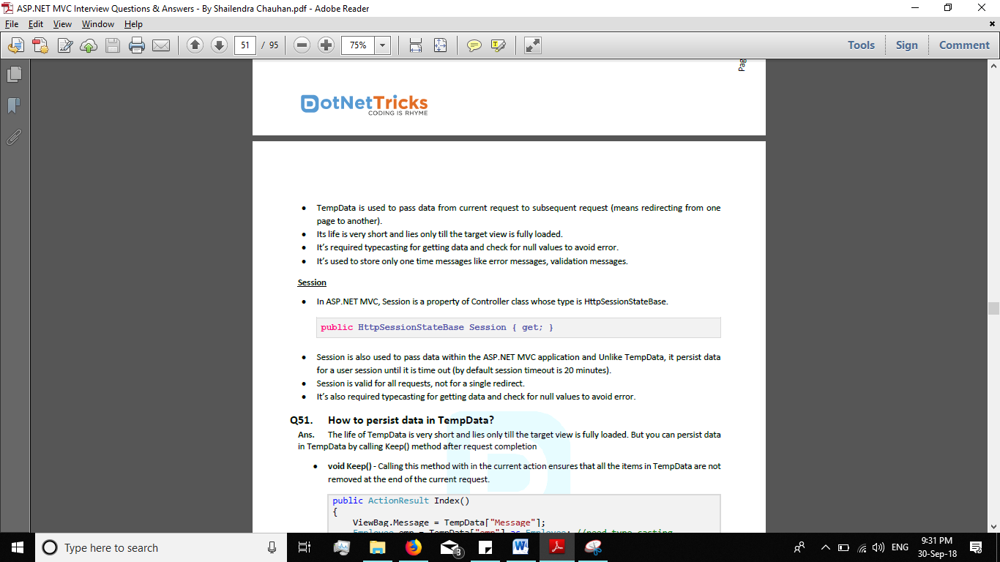 ASP.NET MVC Interview Questions & Answers - By Shailendra Chauhan.pdf - Adobe Reader
File Edit View Window Help
51 / 95 75% Tools Sign Comment
Pag
DotNetTricks
CODING IS RHYME
• TempData is used to pass data from current request to subsequent request (means redirecting from one
page to another).
• Its life is very short and lies only till the target view is fully loaded.
• It's required typecasting for getting data and check for null values to avoid error.
• It's used to store only one time messages like error messages, validation messages.
Session
• In ASP.NET MVC, Session is a property of Controller class whose type is HttpSessionStateBase.
public HttpSessionStateBase Session { get; }
• Session is also used to pass data within the ASP.NET MVC application and Unlike TempData, it persist data
for a user session until it is time out (by default session timeout is 20 minutes).
• Session is valid for all requests, not for a single redirect.
• It's also required typecasting for getting data and check for null values to avoid error.
Q51. How to persist data in TempData?
Ans. The life of TempData is very short and lies only till the target view is fully loaded. But you can persist data
in TempData by calling Keep() method after request completion
• void Keep() - Calling this method with in the current action ensures that all the items in TempData are not
removed at the end of the current request.
public ActionResult Index()
{
ViewBag.Message = TempData["Message"];
Employee emp = TempData["emp"] as Employee; //need type casting
Type here to search
3
ENG
9:31 PM
30-Sep-18